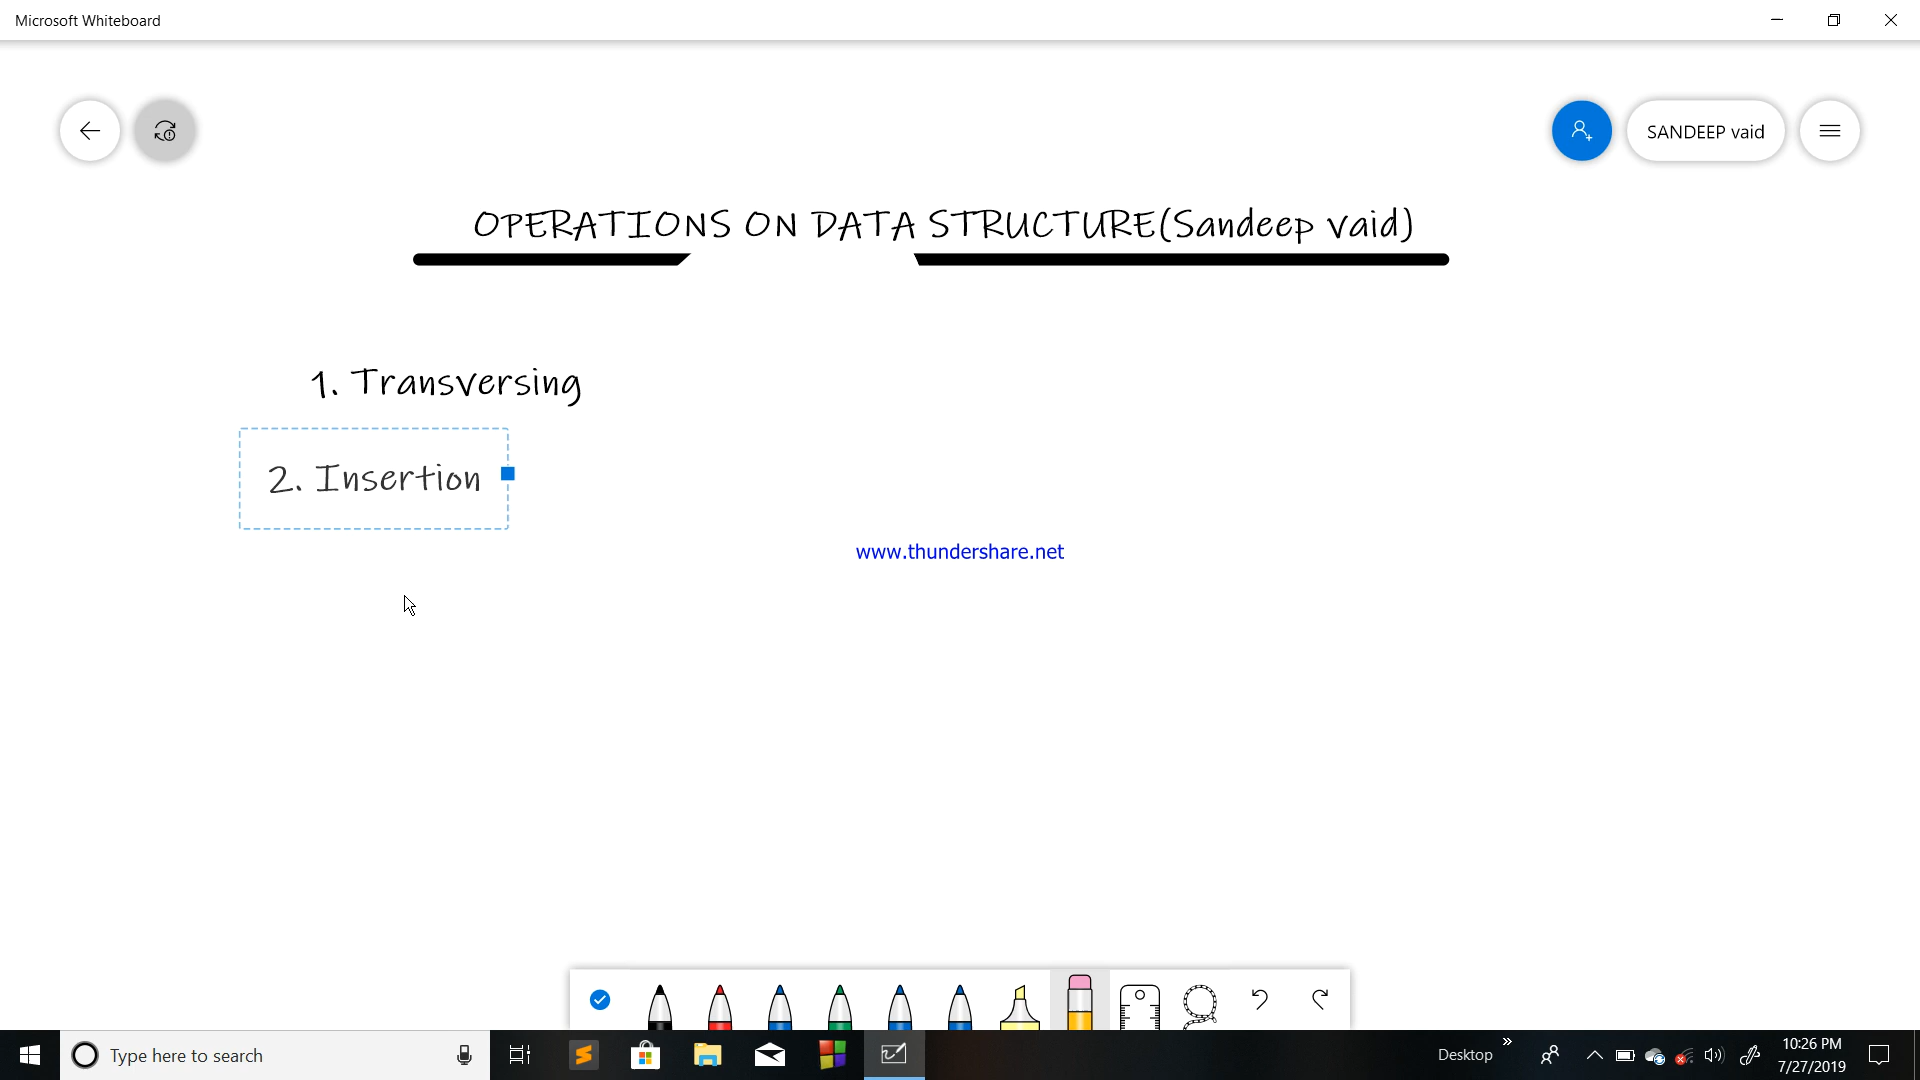 Microsoft Whiteboard
SANDEEP vaid
OPERATIONS ON DATA STRUCTURE(Sandeep vaid)
1. Transversing
2. Insertion
www.thundershare.net
Type here to search
Desktop
10:26 PM
7/27/2019